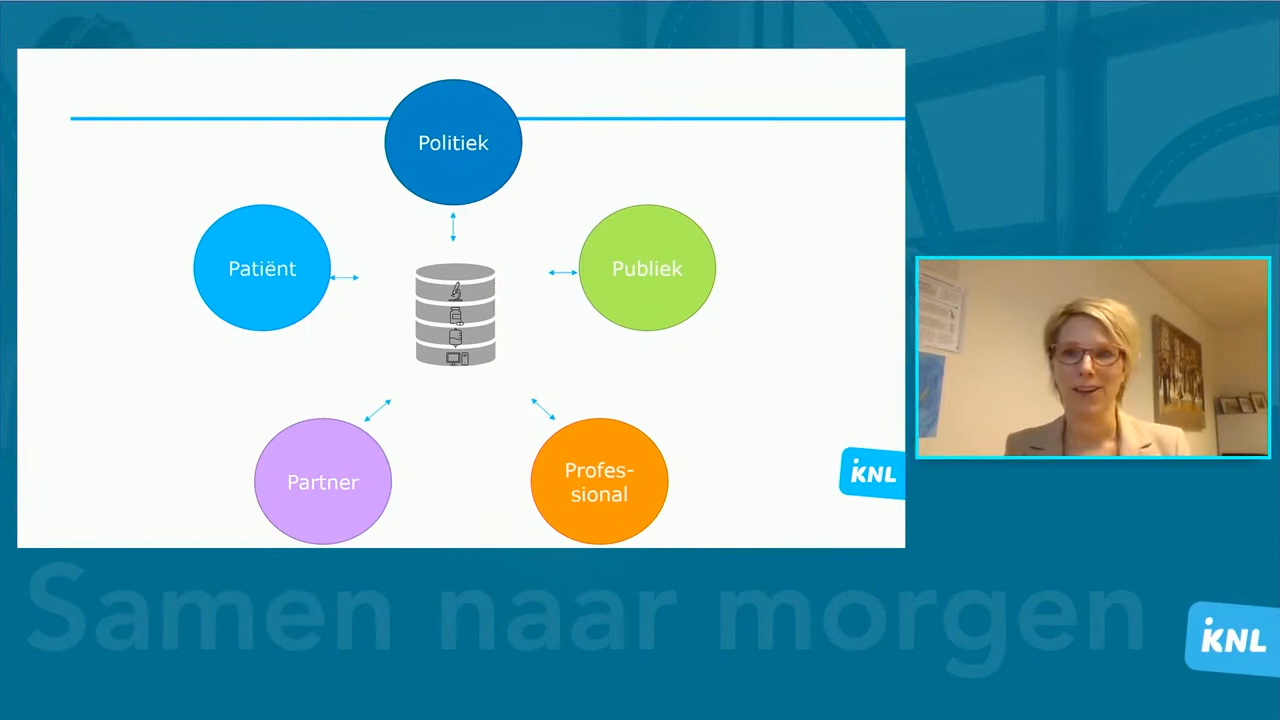 Politiek
Patiënt
Publiek
Partner
Profes-
sional
iKNL
Samen naar morgen
iKNL